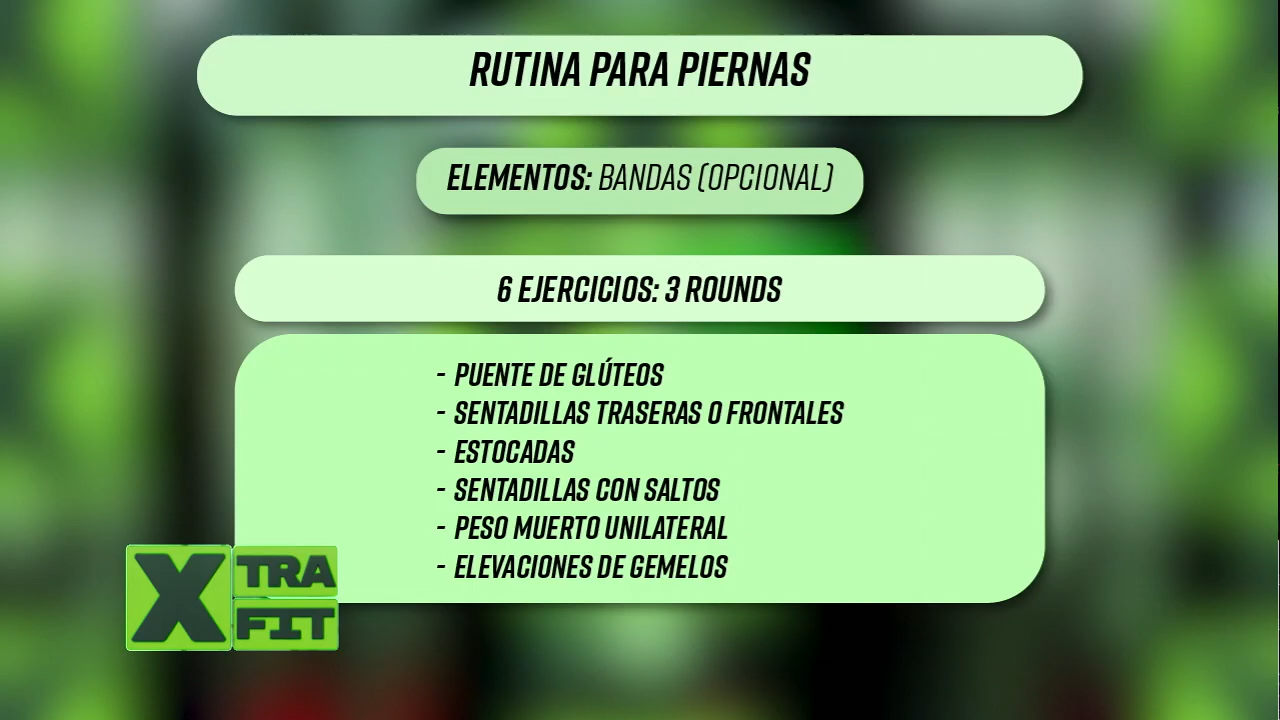 RUTINA PARA PIERNAS
ELEMENTOS: BANDAS (OPCIONAL)
6 EJERCICIOS: 3 ROUNDS
- PUENTE DE GLÚTEOS
- SENTADILLAS TRASERAS O FRONTALES
- ESTOCADAS
- SENTADILLAS CON SALTOS
- PESO MUERTO UNILATERAL
- ELEVACIONES DE GEMELOS
XTRA
FIT